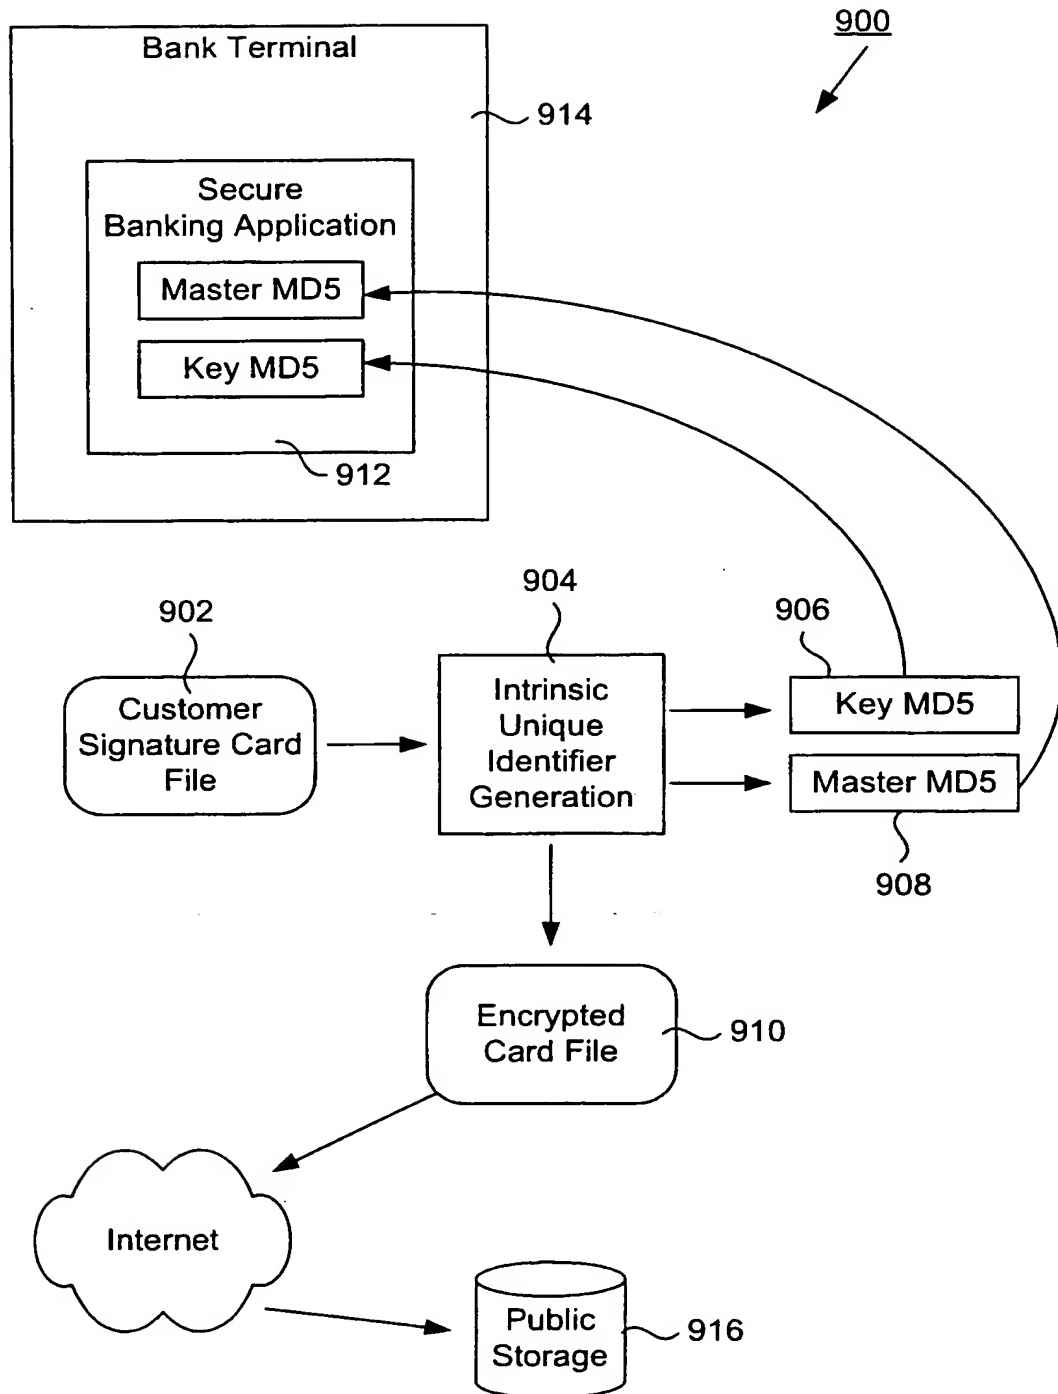 900
Bank Terminal
914
Secure
Banking Application
Master MD5
Key MD5
912
902
904
906
Customer
Signature Card
File
Intrinsic
Unique
Identifier
Generation
Key MD5
Master MD5
908
Encrypted
Card File
910
Internet
Public
Storage
916